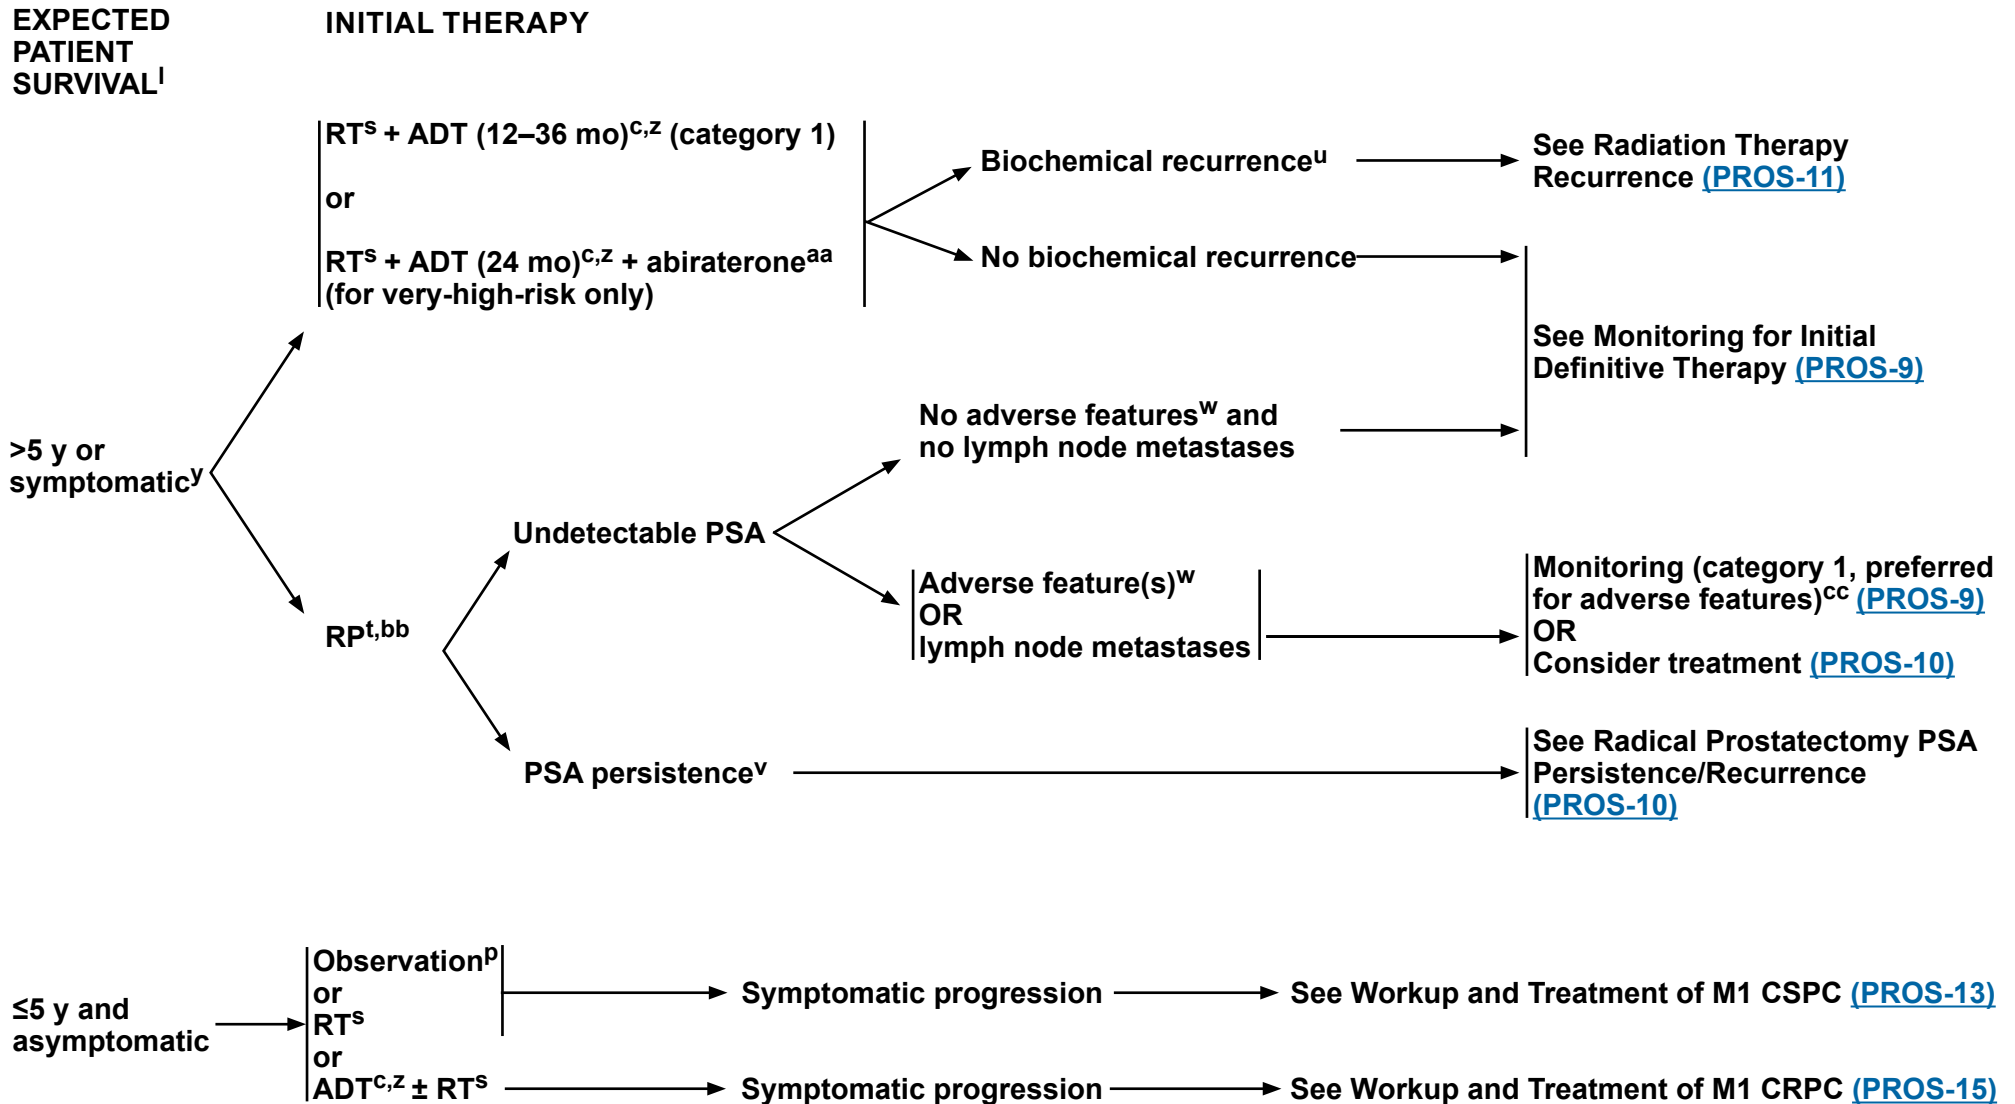 EXPECTED
PATIENT
SURVIVALl
INITIAL THERAPY
RTs + ADT (12–36 mo)c,z (category 1)
or
RTs + ADT (24 mo)c,z + abirateroneaa
(for very-high-risk only)
Biochemical recurrenceu
See Radiation Therapy
Recurrence (PROS-11)
No biochemical recurrence
See Monitoring for Initial
Definitive Therapy (PROS-9)
>5 y or
symptomaticy
No adverse featuresw and
no lymph node metastases
Undetectable PSA
Adverse feature(s)w
OR
lymph node metastases
Monitoring (category 1, preferred
for adverse features)cc (PROS-9)
OR
Consider treatment (PROS-10)
RPt,bb
PSA persistencev
See Radical Prostatectomy PSA
Persistence/Recurrence
(PROS-10)
≤5 y and
asymptomatic
Observationp
or
RTs
or
ADTc,z ± RTs
Symptomatic progression
See Workup and Treatment of M1 CSPC (PROS-13)
Symptomatic progression
See Workup and Treatment of M1 CRPC (PROS-15)